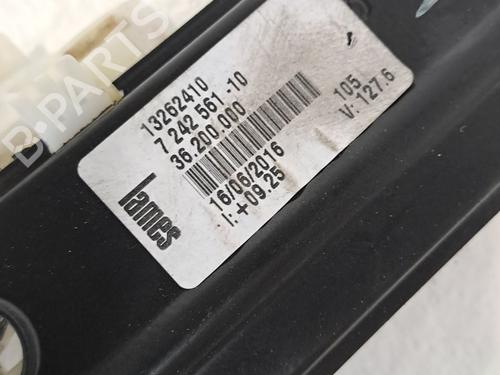 13262410
7 242 561 -10
36.200.000
16/06/2016
I: +09.25
105
V: 127.6
lames
B-PARTS